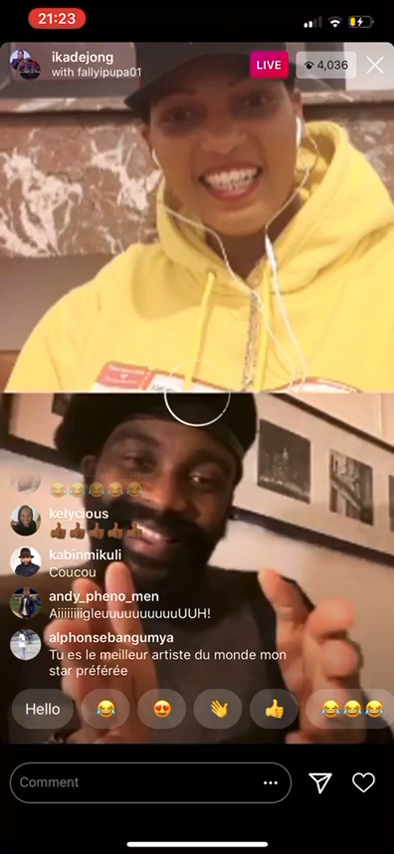 21:23
ikadejong
with fallyipupa01
LIVE
4,036
😂😂😂😂😂
kelycious
👍🏾👍🏾👍🏾👍🏾👍🏾
kabinmikuli
Coucou
andy_pheno_men
alphonsebangumya
Tu es le meilleur artiste du monde mon
star préférée
Hello 😂 😍 👋 👍 😂😂😂
Comment